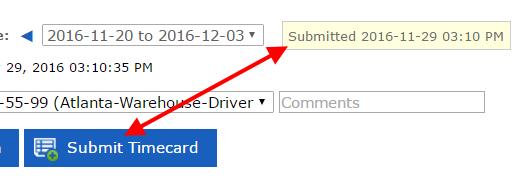 e: ◀ 2016-11-20 to 2016-12-03 Submitted 2016-11-29 03:10 PM
29, 2016 03:10:35 PM
-55-99 (Atlanta-Warehouse-Driver Comments
Submit Timecard